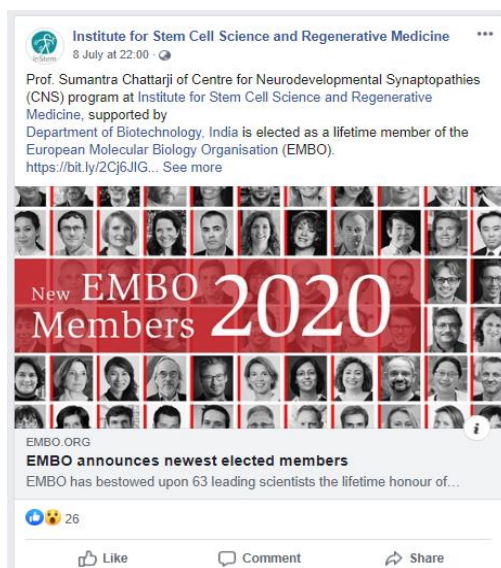 inStem
Institute for Stem Cell Science and Regenerative Medicine
8 July at 22:00 ·
Prof. Sumantra Chattarji of Centre for Neurodevelopmental Synaptopathies
(CNS) program at Institute for Stem Cell Science and Regenerative
Medicine, supported by
Department of Biotechnology, India is elected as a lifetime member of the
European Molecular Biology Organisation (EMBO).
https://bit.ly/2Cj6JIG... See more
New EMBO
Members 2020
i
EMBO.ORG
EMBO announces newest elected members
EMBO has bestowed upon 63 leading scientists the lifetime honour of...
26
Like Comment Share